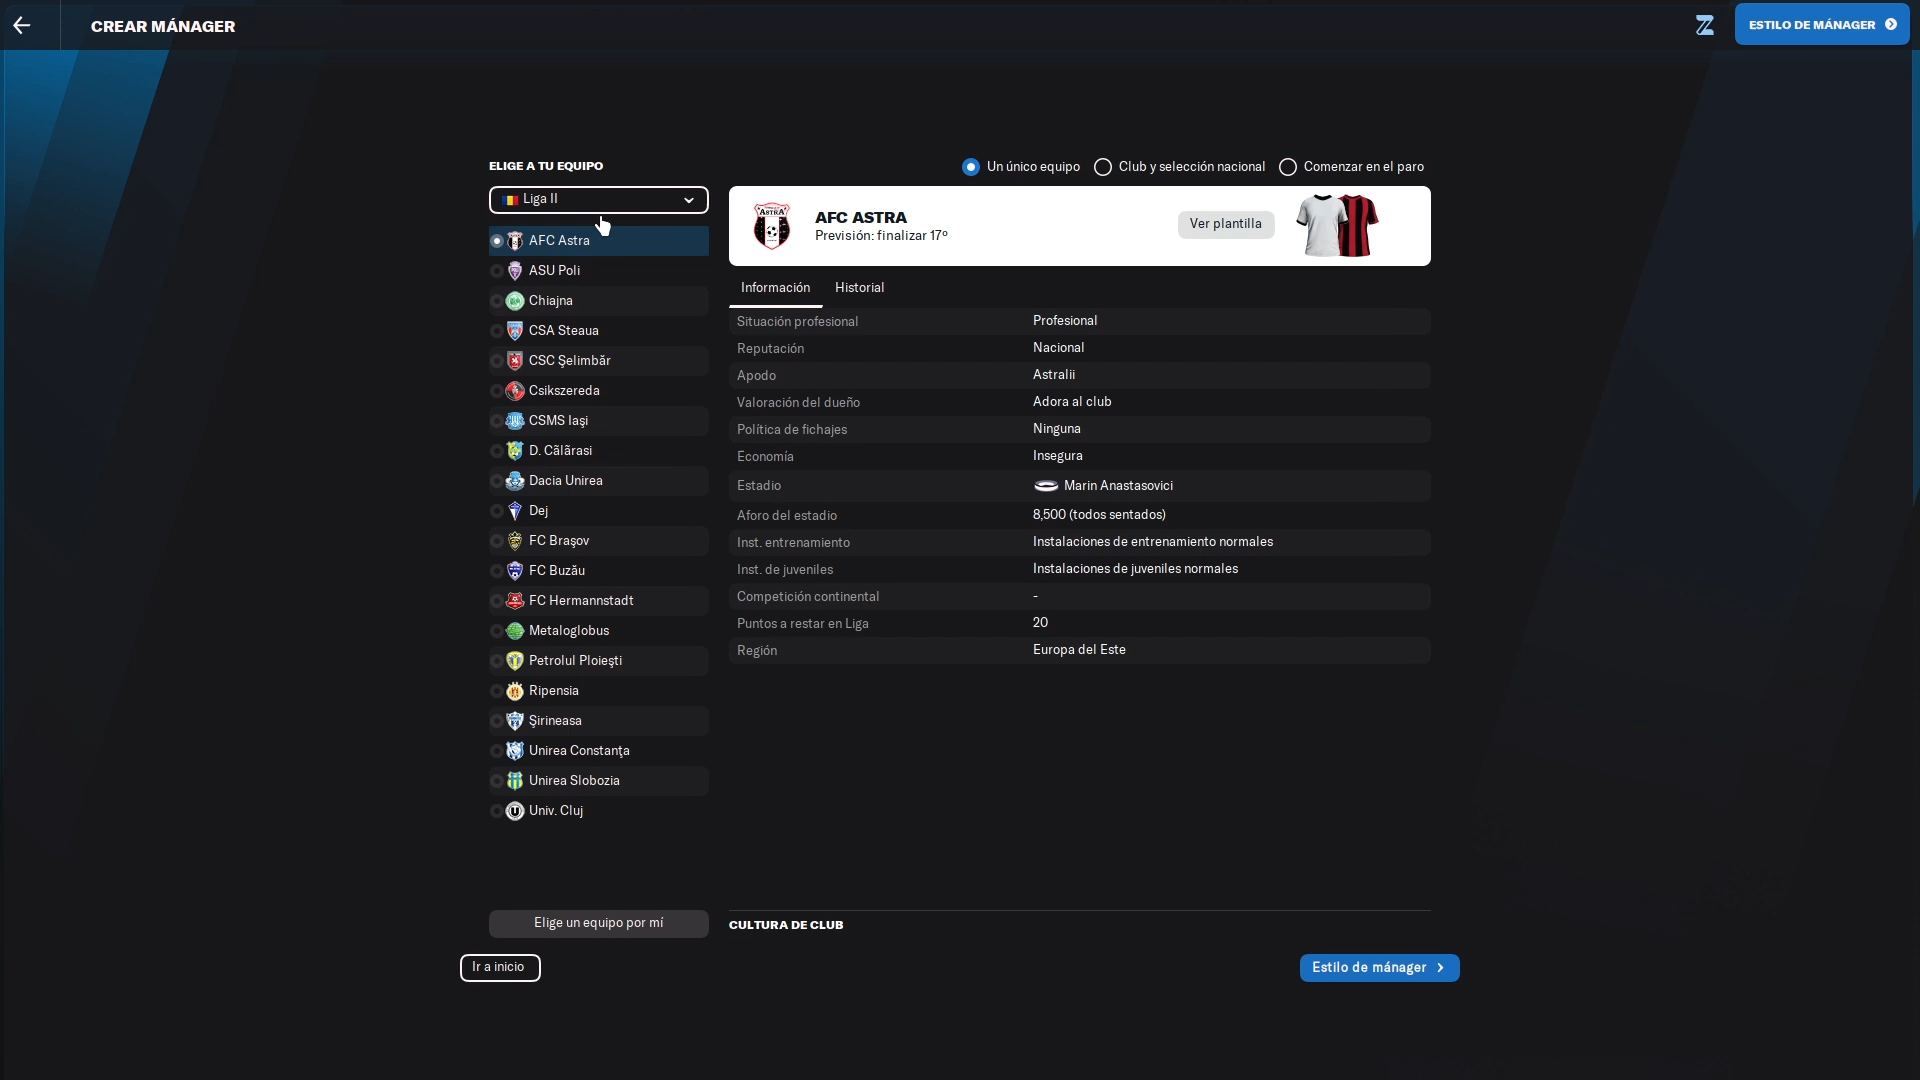 CREAR MÁNAGER
ESTILO DE MÁNAGER
ELIGE A TU EQUIPO
Un único equipo
Club y selección nacional
Comenzar en el paro
Liga II
AFC Astra
ASU Poli
Chiajna
CSA Steaua
CSC Şelimbăr
Csikszereda
CSMS Iaşi
D. Călărasi
Dacia Unirea
Dej
FC Braşov
FC Buzău
FC Hermannstadt
Metaloglobus
Petrolul Ploieşti
Ripensia
Şirineasa
Unirea Constanţa
Unirea Slobozia
Univ. Cluj
Elige un equipo por mí
Ir a inicio
ASTRA
AFC ASTRA
Previsión: finalizar 17º
Ver plantilla
Información Historial
Situación profesional Profesional
Reputación Nacional
Apodo Astralii
Valoración del dueño Adora al club
Política de fichajes Ninguna
Economía Insegura
Estadio Marin Anastasovici
Aforo del estadio 8,500 (todos sentados)
Inst. entrenamiento Instalaciones de entrenamiento normales
Inst. de juveniles Instalaciones de juveniles normales
Competición continental -
Puntos a restar en Liga 20
Región Europa del Este
CULTURA DE CLUB
Estilo de mánager